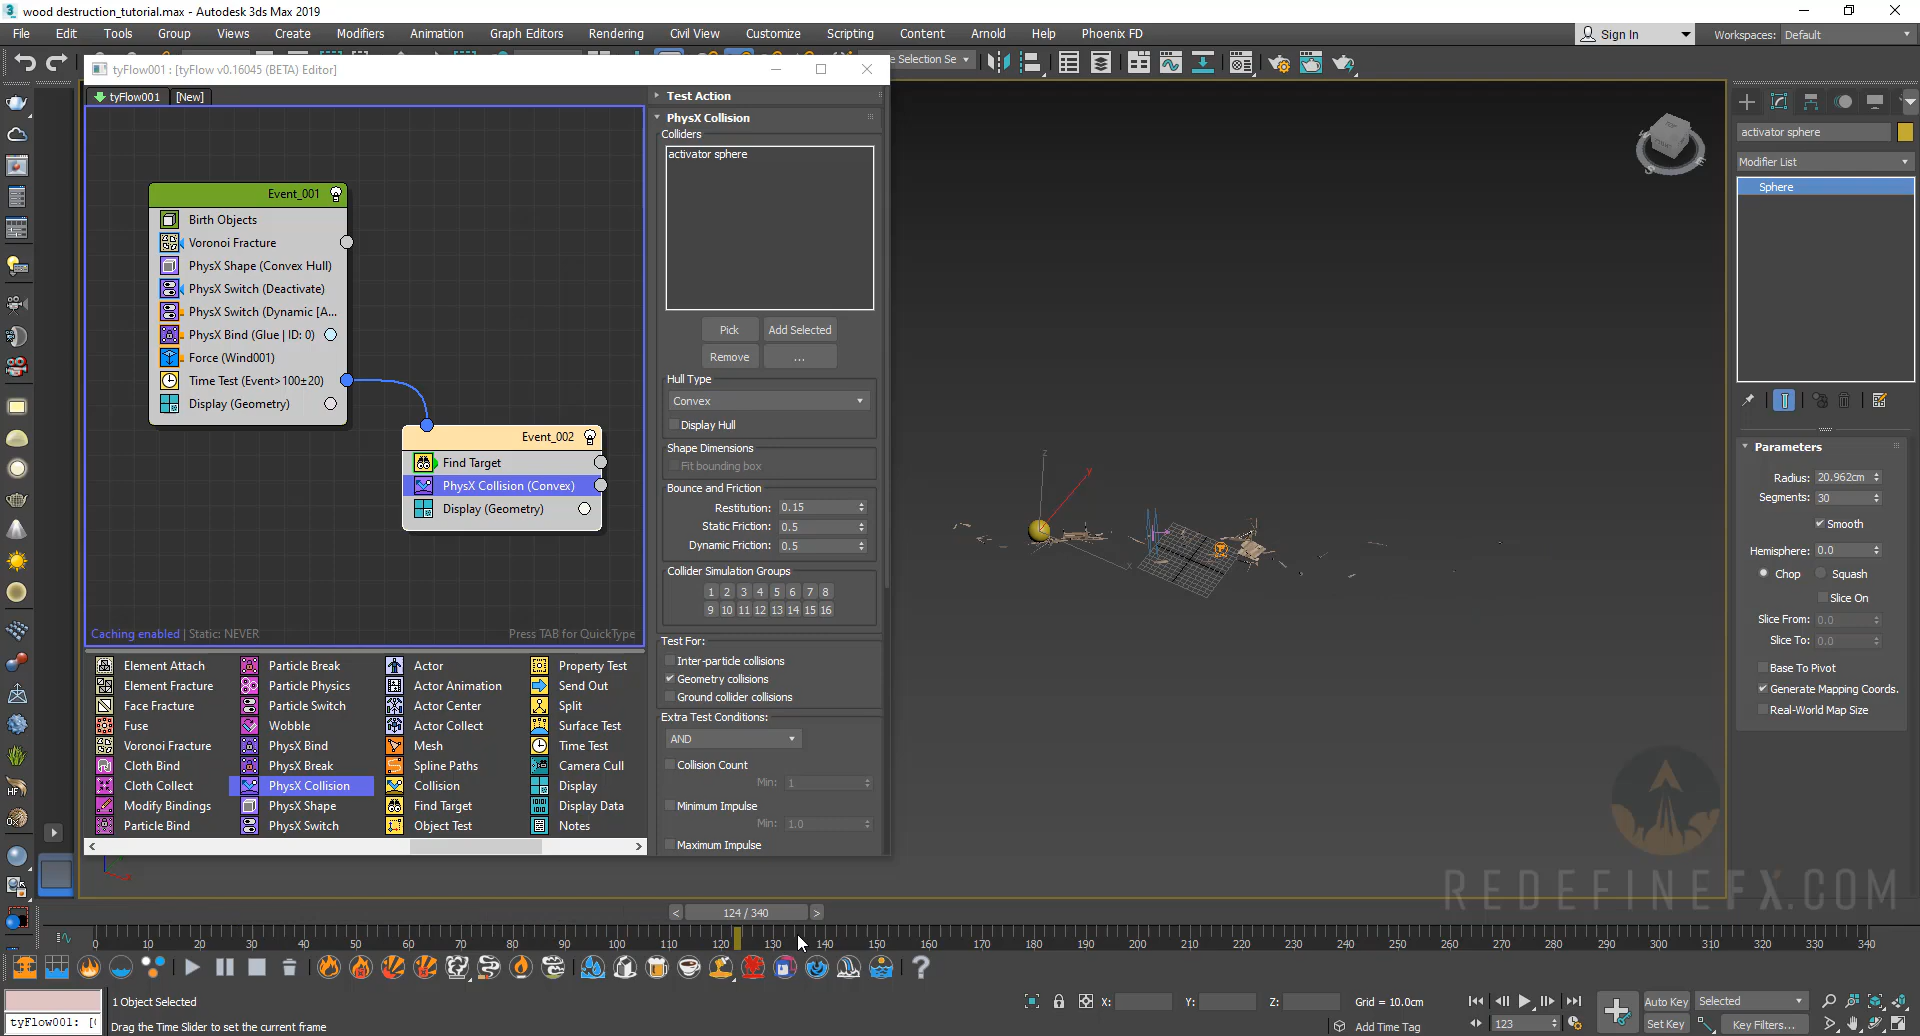 wood destruction_tutorial.max - Autodesk 3ds Max 2019
File Edit Tools Group Views Create Modifiers Animation Graph Editors Rendering Civil View Customize Scripting Content Arnold Help Phoenix FD
Sign In Workspaces: Default
e Selection Se
tyFlow001 : [tyFlow v0.16045 (BETA) Editor]
tyFlow001 [New]
Event_001
Birth Objects
Voronoi Fracture
PhysX Shape (Convex Hull)
PhysX Switch (Deactivate)
PhysX Switch (Dynamic [A...
PhysX Bind (Glue | ID: 0)
Force (Wind001)
Time Test (Event>100±20)
Display (Geometry)
Event_002
Find Target
PhysX Collision (Convex)
Display (Geometry)
Caching enabled | Static: NEVER
Press TAB for QuickType
Element Attach Particle Break Actor Property Test
Element Fracture Particle Physics Actor Animation Send Out
Face Fracture Particle Switch Actor Center Split
Fuse Wobble Actor Collect Surface Test
Voronoi Fracture PhysX Bind Mesh Time Test
Cloth Bind PhysX Break Spline Paths Camera Cull
Cloth Collect PhysX Collision Collision Display
Modify Bindings PhysX Shape Find Target Display Data
Particle Bind PhysX Switch Object Test Notes
Test Action
PhysX Collision
Colliders
activator sphere
Pick Add Selected
Remove ...
Hull Type
Convex
Display Hull
Shape Dimensions
Fit bounding box
Bounce and Friction
Restitution: 0.15
Static Friction: 0.5
Dynamic Friction: 0.5
Collider Simulation Groups
1 2 3 4 5 6 7 8
9 10 11 12 13 14 15 16
Test For:
Inter-particle collisions
Geometry collisions
Ground collider collisions
Extra Test Conditions:
AND
Collision Count
Min: 1
Minimum Impulse
Min: 1.0
Maximum Impulse
activator sphere
Modifier List
Sphere
Parameters
Radius: 20.962cm
Segments: 30
Smooth
Hemisphere: 0.0
Chop Squash
Slice On
Slice From: 0.0
Slice To: 0.0
Base To Pivot
Generate Mapping Coords.
Real-World Map Size
REDEFINEFX.COM
< 124 / 340 >
0 10 20 30 40 50 60 70 80 90 100 110 120 130 140 150 160 170 180 190 200 210 220 230 240 250 260 270 280 290 300 310 320 330 340
1 Object Selected
X: Y: Z: Grid = 10.0cm
Auto Key Selected
tyFlow001: [
Drag the Time Slider to set the current frame
Add Time Tag
123
Set Key Key Filters...